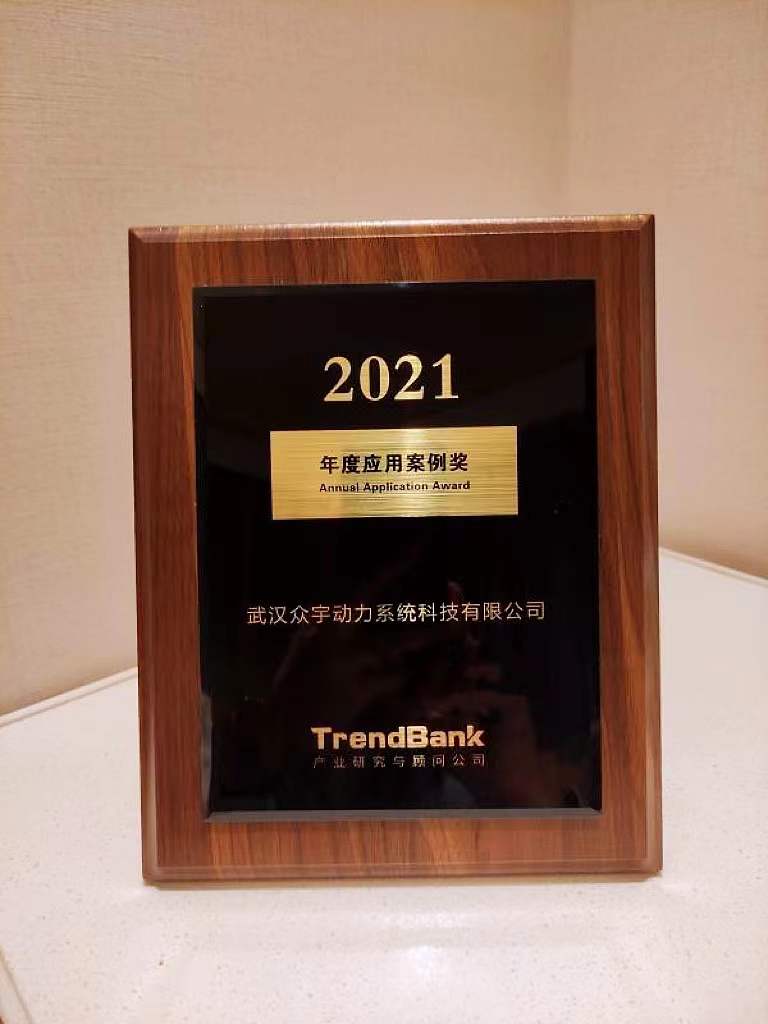 2021
年度应用案例奖
Annual Application Award
武汉众宇动力系统科技有限公司
TrendBank
产业研究与顾问公司